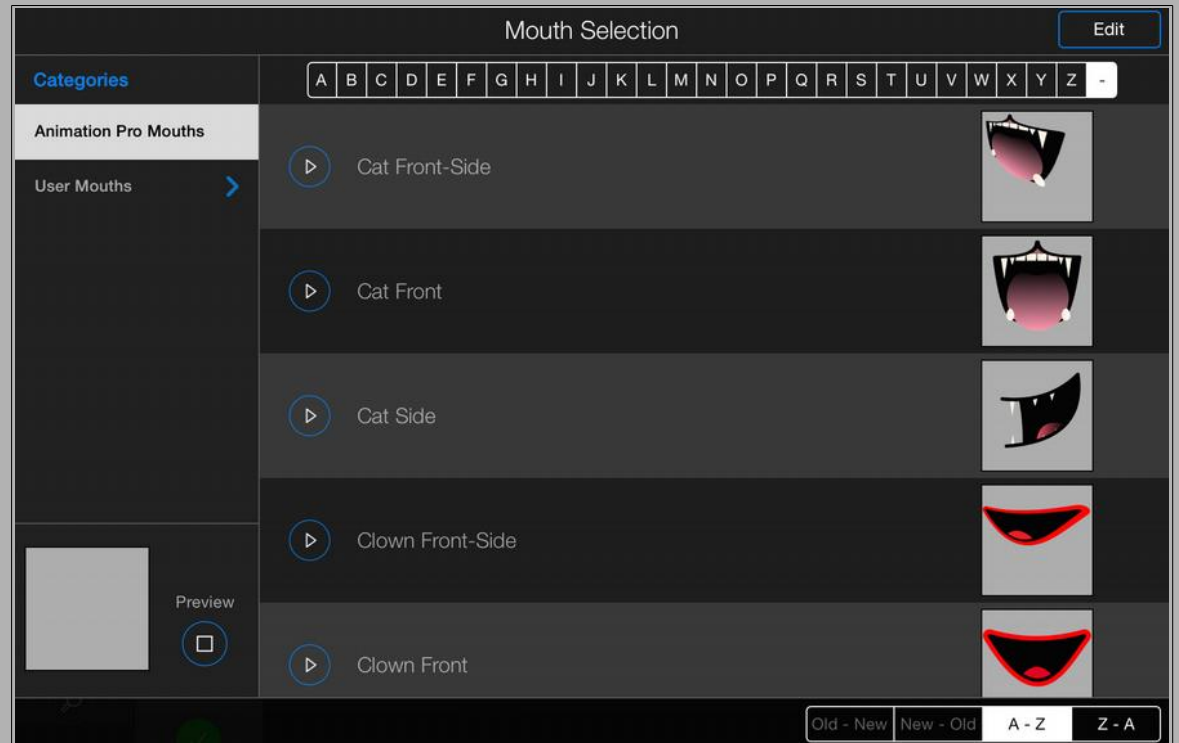 Mouth Selection
Edit
Categories
A B C D E F G H I J K L M N O P Q R S T U V W X Y Z -
Animation Pro Mouths
User Mouths
Cat Front-Side
Cat Front
Cat Side
Clown Front-Side
Preview
Clown Front
Old - New New - Old A - Z Z - A